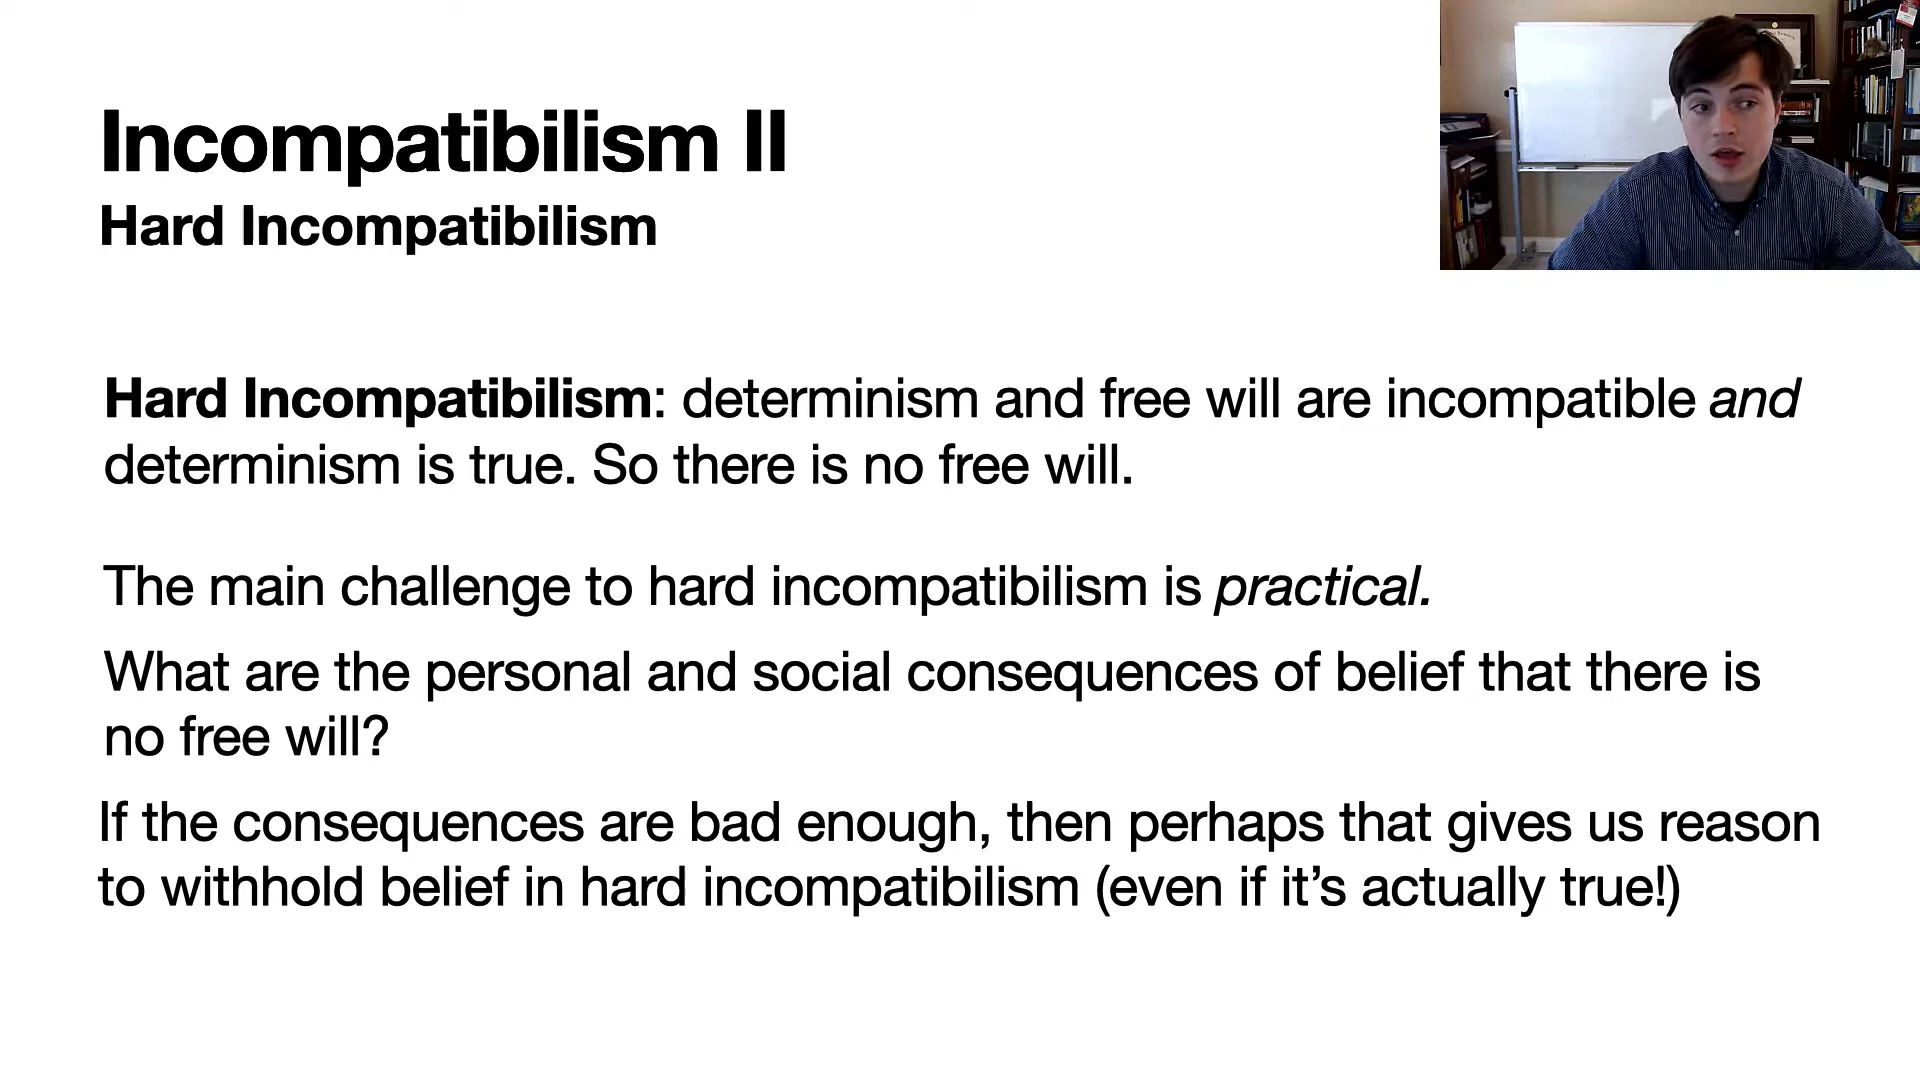 Incompatibilism II
Hard Incompatibilism
Hard Incompatibilism: determinism and free will are incompatible and
determinism is true. So there is no free will.
The main challenge to hard incompatibilism is practical.
What are the personal and social consequences of belief that there is
no free will?
If the consequences are bad enough, then perhaps that gives us reason
to withhold belief in hard incompatibilism (even if it’s actually true!)